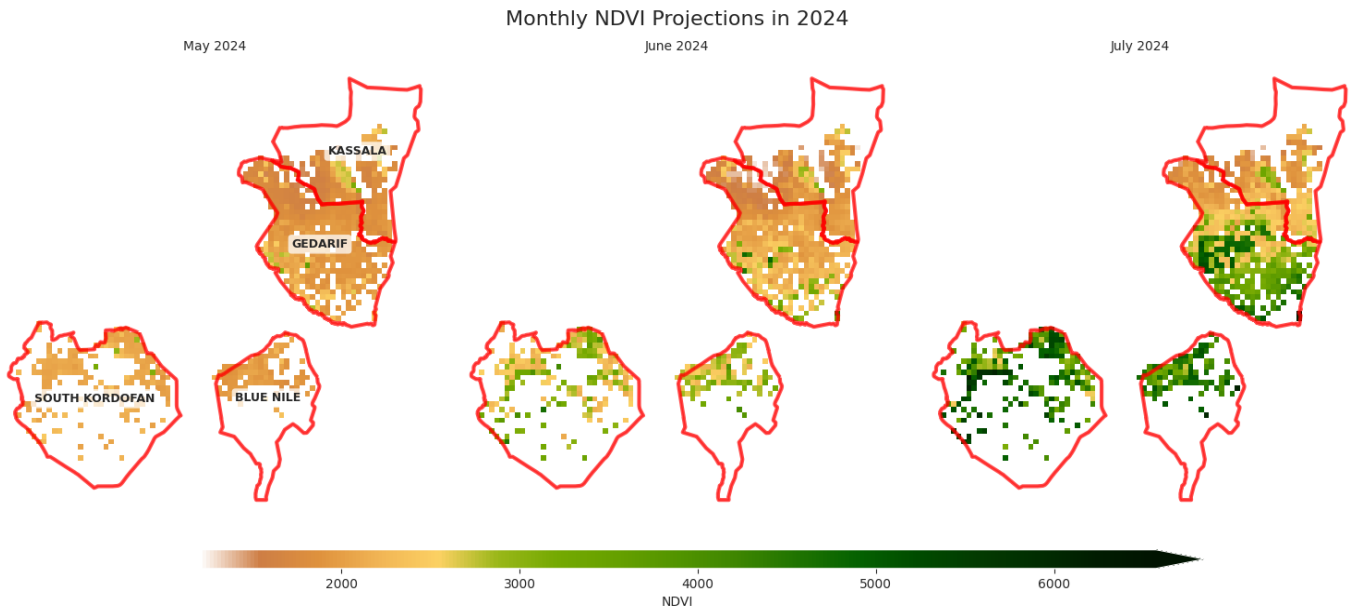 Monthly NDVI Projections in 2024
May 2024
June 2024
July 2024
KASSALA
GEDARIF
SOUTH KORDOFAN
BLUE NILE
2000
3000
4000
5000
6000
NDVI